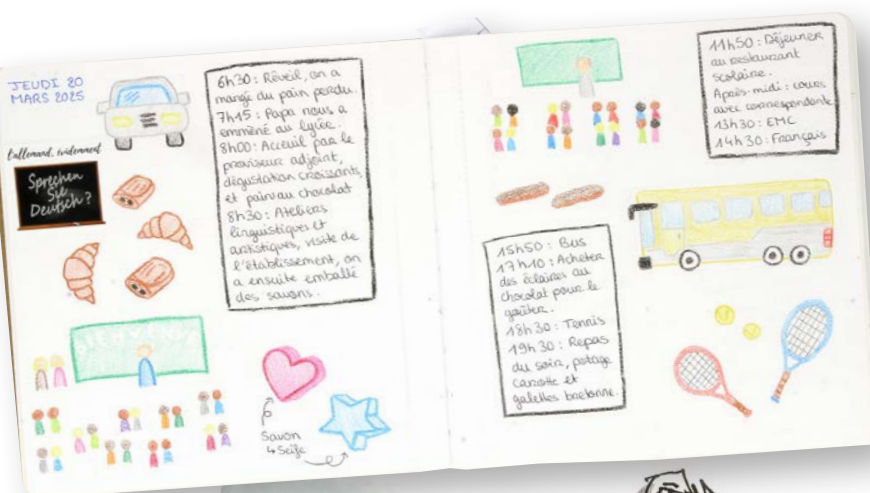 JEUDI 20
MARS 2025
L'allemand, évidemment
Sprechen
Sie
Deutsch ?
6h30 : Réveil, on a
mangé du pain perdu.
7h15 : Papa nous a
emmené au lycée.
8h00 : Acceuil par le
proviseur adjoint,
dégustation croissants,
et pain au chocolat
8h30 : Ateliers
linguistiques et
artistiques, visite de
l'établissement, on
a ensuite emballé
des savons.
BIENVENUE
Savon
↳ Seife
11h50 : Déjeuner
au restaurant
scolaire.
Après-midi : cours
avec correspondante
13h30 : EMC
14h30 : Français
15h50 : Bus
17h10 : Acheter
des éclairs au
chocolat pour le
goûter.
18h30 : Tennis
19h30 : Repas
du soir, potage
carotte et
galettes bretonne.